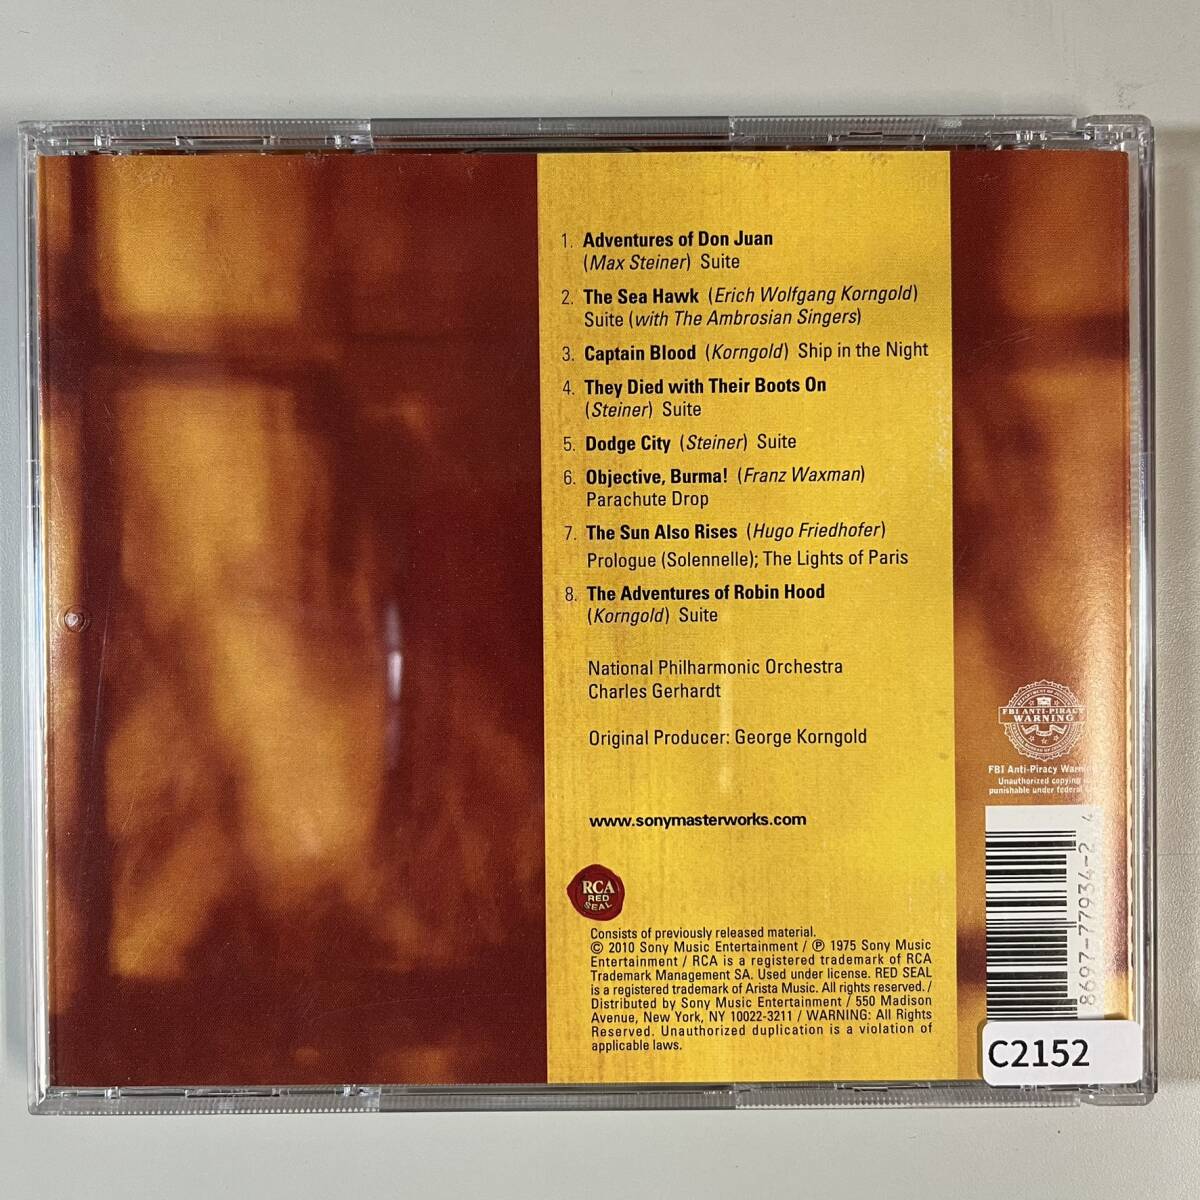 1. Adventures of Don Juan
(Max Steiner) Suite
2. The Sea Hawk (Erich Wolfgang Korngold)
Suite (with The Ambrosian Singers)
3. Captain Blood (Korngold) Ship in the Night
4. They Died with Their Boots On
(Steiner) Suite
5. Dodge City (Steiner) Suite
6. Objective, Burma! (Franz Waxman)
Parachute Drop
7. The Sun Also Rises (Hugo Friedhofer)
Prologue (Solennelle); The Lights of Paris
8. The Adventures of Robin Hood
(Korngold) Suite
National Philharmonic Orchestra
Charles Gerhardt
Original Producer: George Korngold
www.sonymasterworks.com
RCA
RED
SEAL
Consists of previously released material.
© 2010 Sony Music Entertainment / ℗ 1975 Sony Music
Entertainment / RCA is a registered trademark of RCA
Trademark Management SA. Used under license. RED SEAL
is a registered trademark of Arista Music. All rights reserved. /
Distributed by Sony Music Entertainment / 550 Madison
Avenue, New York, NY 10022-3211 / WARNING: All Rights
Reserved. Unauthorized duplication is a violation of
applicable laws.
FBI ANTI-PIRACY
WARNING
FBI Anti-Piracy
Unauthorized copying
punishable under federal
8697-77934-2 4
C2152